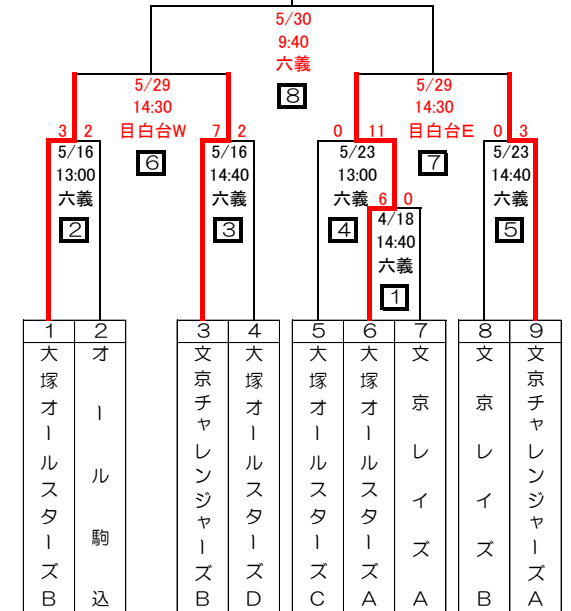 5/30
9:40
六義
8
5/29
14:30
目白台W
6
5/29
14:30
目白台E
7
3 2
5/16
13:00
六義
2
7 2
5/16
14:40
六義
3
0 11
5/23
13:00
六義
4
0 3
5/23
14:40
六義
5
6 0
4/18
14:40
六義
1
1 2 3 4 5 6 7 8 9
大塚オールスターズB
オール駒込
文京チャレンジャーズB
大塚オールスターズD
大塚オールスターズC
大塚オールスターズA
文京レイズA
文京レイズB
文京チャレンジャーズA